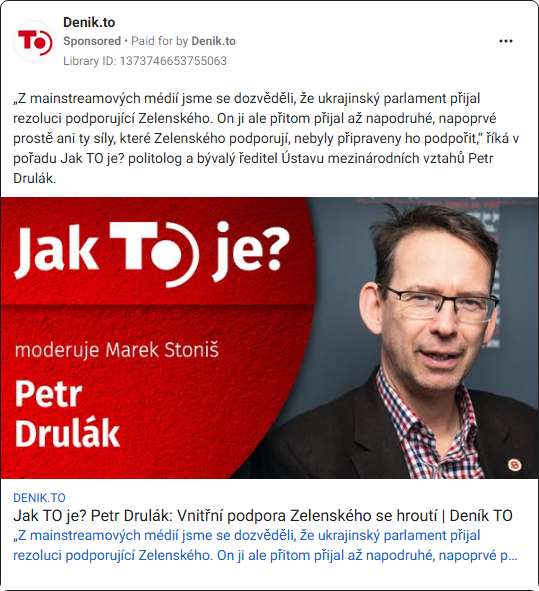 Denik.to
Sponsored • Paid for by Denik.to
Library ID: 1373746653755063
„Z mainstreamových médií jsme se dozvěděli, že ukrajinský parlament přijal
rezoluci podporující Zelenského. On ji ale přitom přijal až napodruhé, napoprvé
prostě ani ty síly, které Zelenského podporují, nebyly připraveny ho podpořit,“ říká v
pořadu Jak TO je? politolog a bývalý ředitel Ústavu mezinárodních vztahů Petr
Drulák.
Jak TO je?
moderuje Marek Stoniš
Petr
Drulák
DENIK.TO
Jak TO je? Petr Drulák: Vnitřní podpora Zelenského se hroutí | Deník TO
„Z mainstreamových médií jsme se dozvěděli, že ukrajinský parlament přijal
rezoluci podporující Zelenského. On ji ale přitom přijal až napodruhé, napoprvé p...